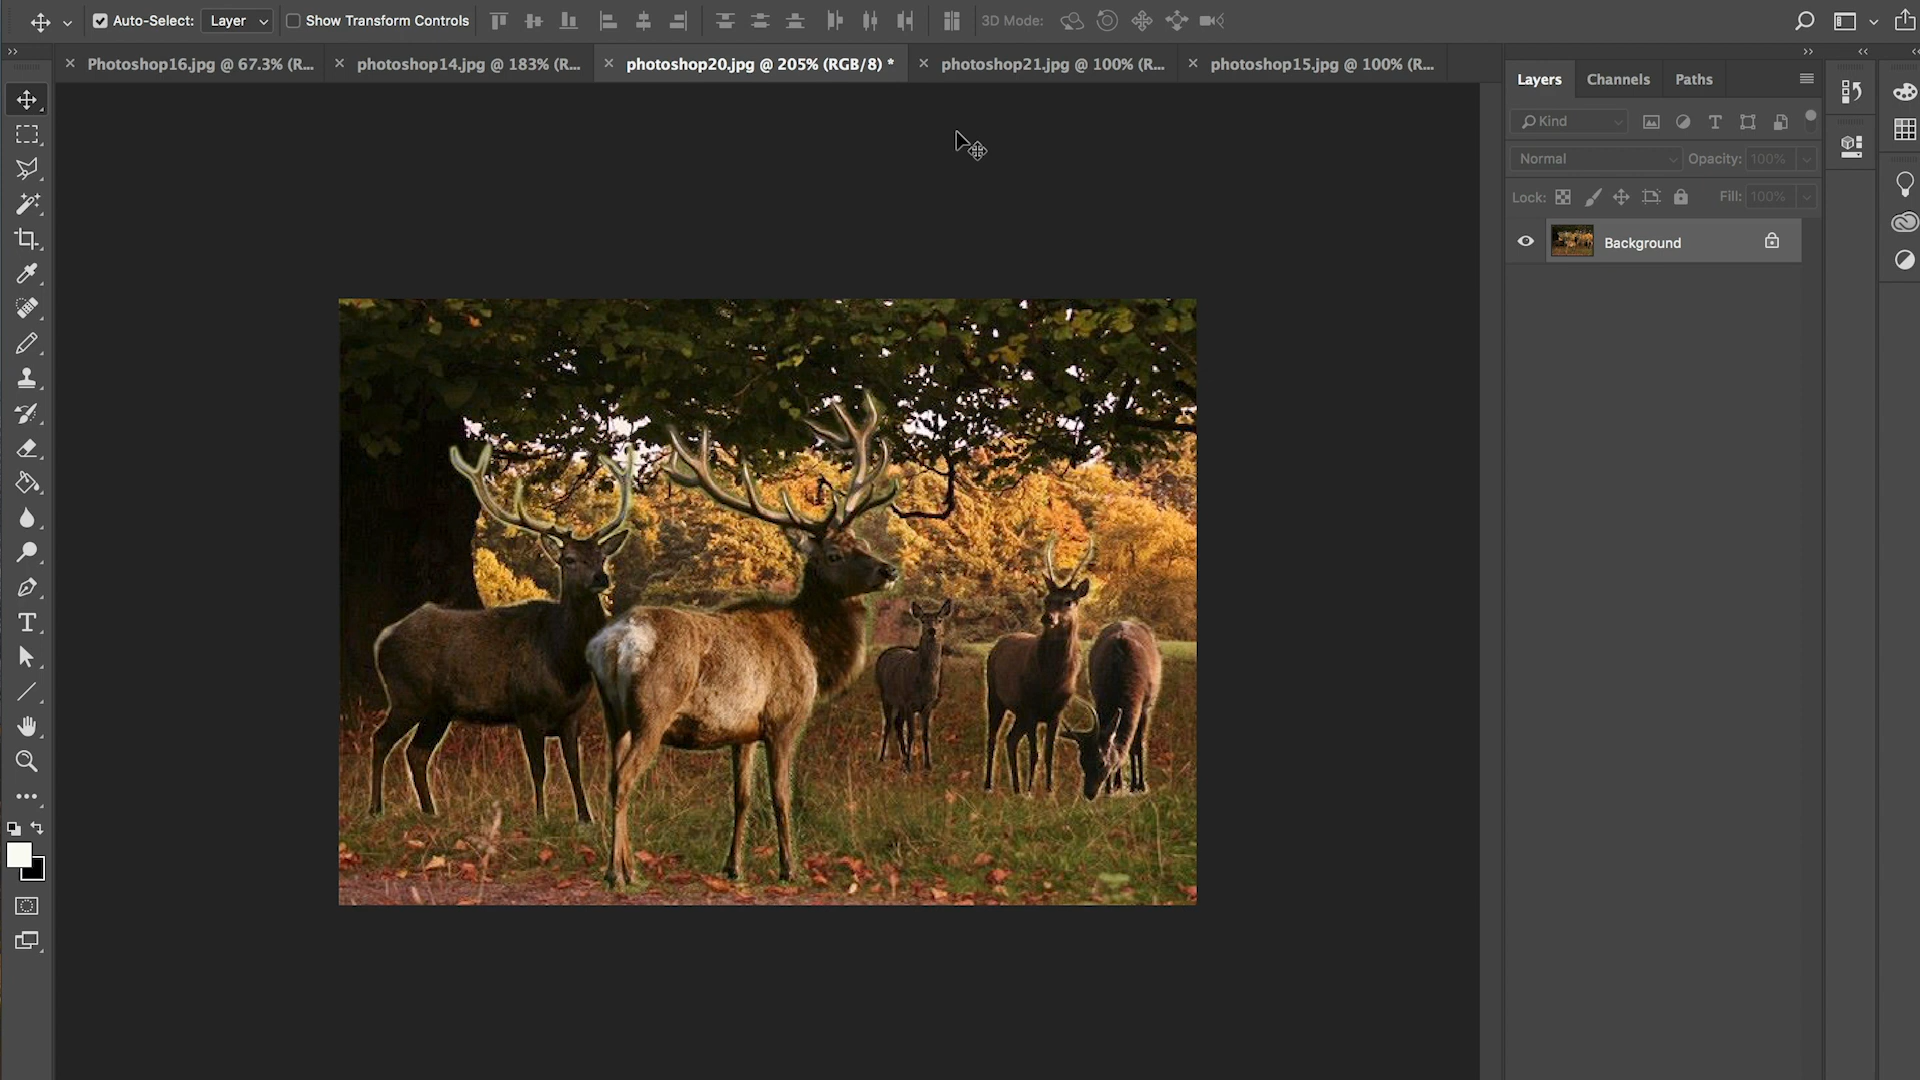 Auto-Select: Layer Show Transform Controls 3D Mode:
Photoshop16.jpg @ 67.3% (R... photoshop14.jpg @ 183% (R... photoshop20.jpg @ 205% (RGB/8) * photoshop21.jpg @ 100% (R... photoshop15.jpg @ 100% (R...
Layers Channels Paths
Kind
Normal Opacity: 100%
Lock: Fill: 100%
Background